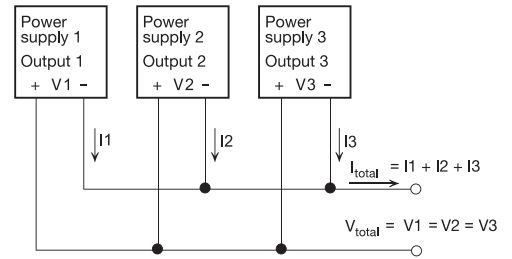 Power supply 1
Output 1
+ V1 −
Power supply 2
Output 2
+ V2 −
Power supply 3
Output 3
+ V3 −
I1
I2
I3
Itotal = I1 + I2 + I3
Vtotal = V1 = V2 = V3